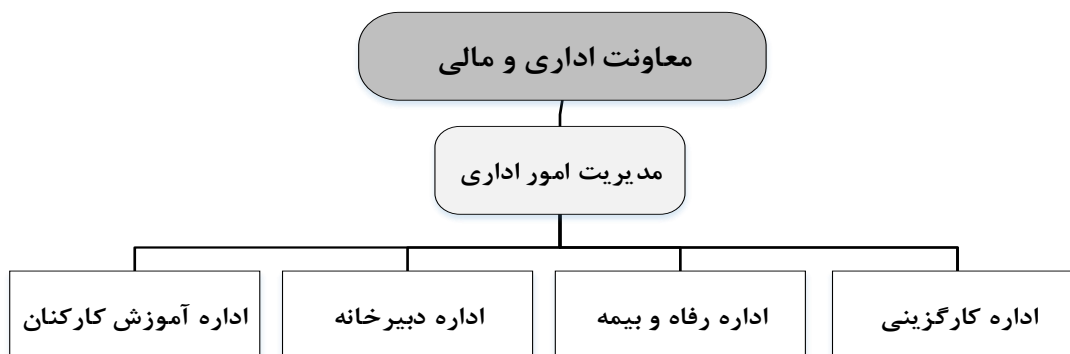 معاونت اداری و مالی
مدیریت امور اداری
اداره کارگزینی
اداره رفاه و بیمه
اداره دبیرخانه
اداره آموزش کارکنان